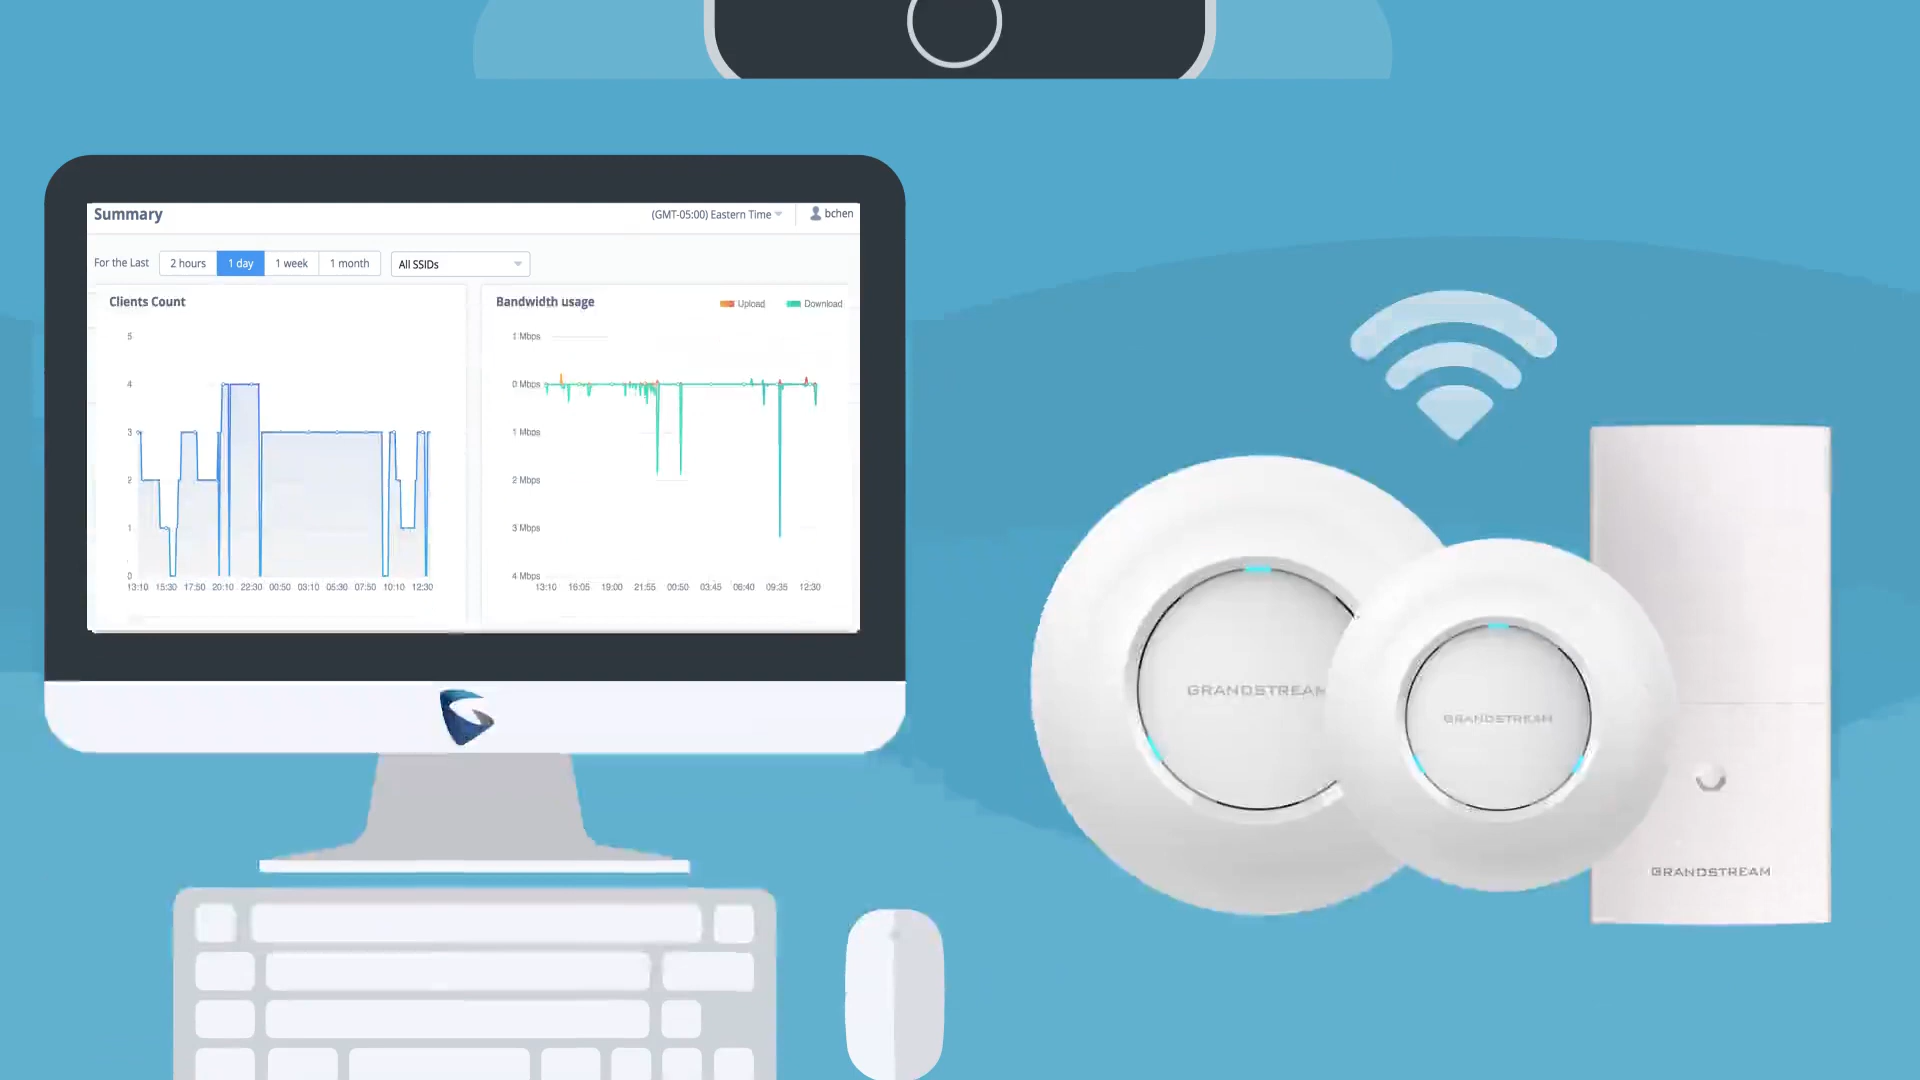 Summary
(GMT-05:00) Eastern Time
bchen
For the Last
2 hours
1 day
1 week
1 month
All SSIDs
Clients Count
5
4
3
2
1
0
13:10 15:30 17:50 20:10 22:30 00:50 03:10 05:30 07:50 10:10 12:30
Bandwidth usage
Upload
Download
1 Mbps
0 Mbps
1 Mbps
2 Mbps
3 Mbps
4 Mbps
13:10 16:05 19:00 21:55 00:50 03:45 06:40 09:35 12:30
GRANDSTREAM
GRANDSTREAM
GRANDSTREAM